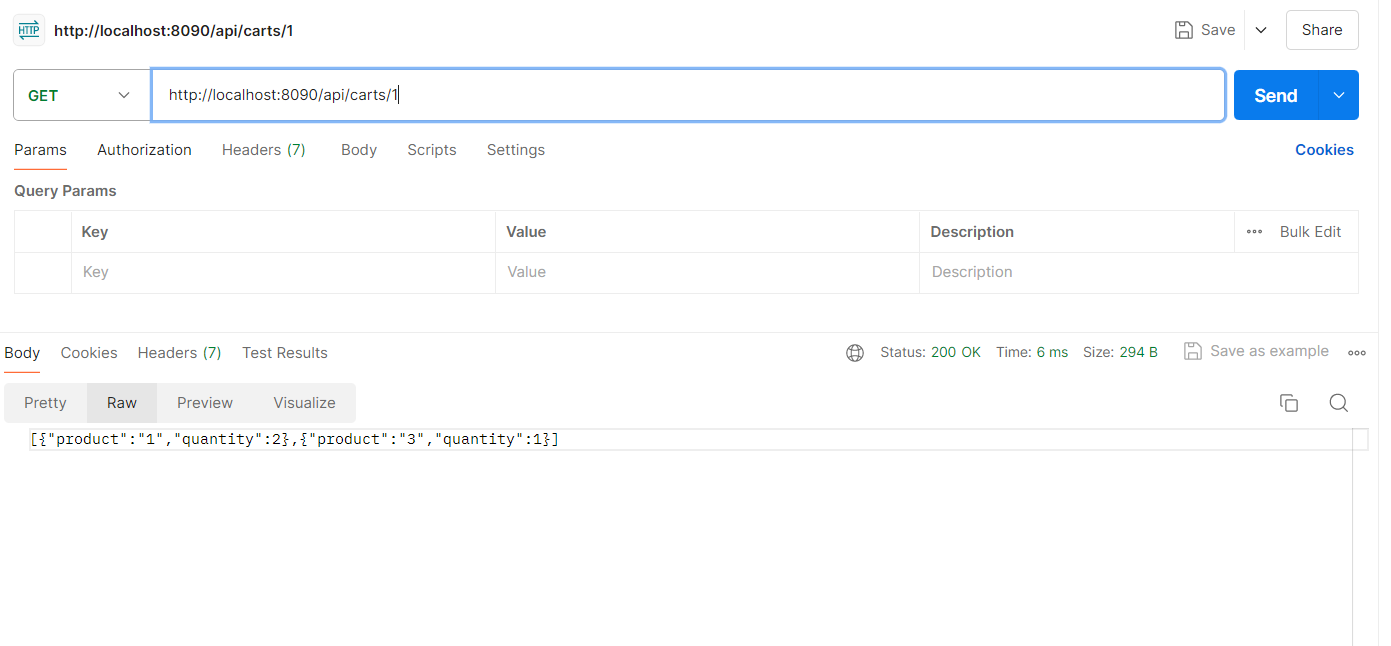 HTTP http://localhost:8090/api/carts/1 Save Share
GET http://localhost:8090/api/carts/1 Send
Params Authorization Headers (7) Body Scripts Settings Cookies
Query Params
Key Value Description Bulk Edit
Key Value Description
Body Cookies Headers (7) Test Results Status: 200 OK Time: 6 ms Size: 294 B Save as example
Pretty Raw Preview Visualize
[{"product":"1","quantity":2},{"product":"3","quantity":1}]